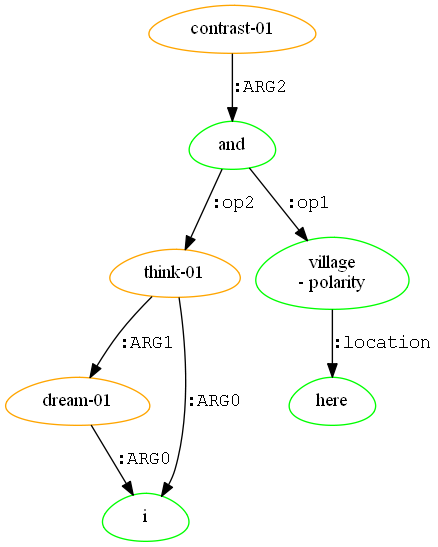 contrast-01
:ARG2
and
:op2
:op1
think-01
village
- polarity
:ARG1
:ARG0
:location
dream-01
here
:ARG0
i